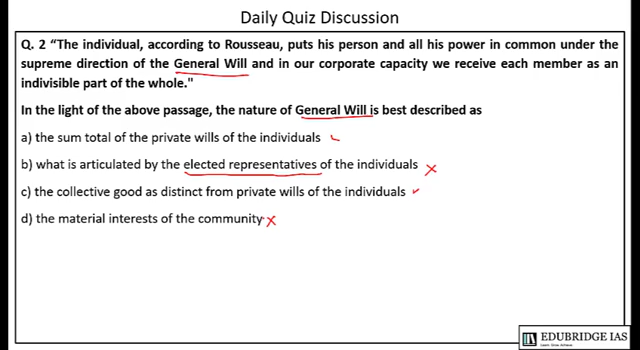 Daily Quiz Discussion
Q. 2 “The individual, according to Rousseau, puts his person and all his power in common under the
supreme direction of the General Will and in our corporate capacity we receive each member as an
indivisible part of the whole."
In the light of the above passage, the nature of General Will is best described as
a) the sum total of the private wills of the individuals
b) what is articulated by the elected representatives of the individuals
c) the collective good as distinct from private wills of the individuals
d) the material interests of the community
EDUBRIDGE IAS
Learn. Grow. Achieve.